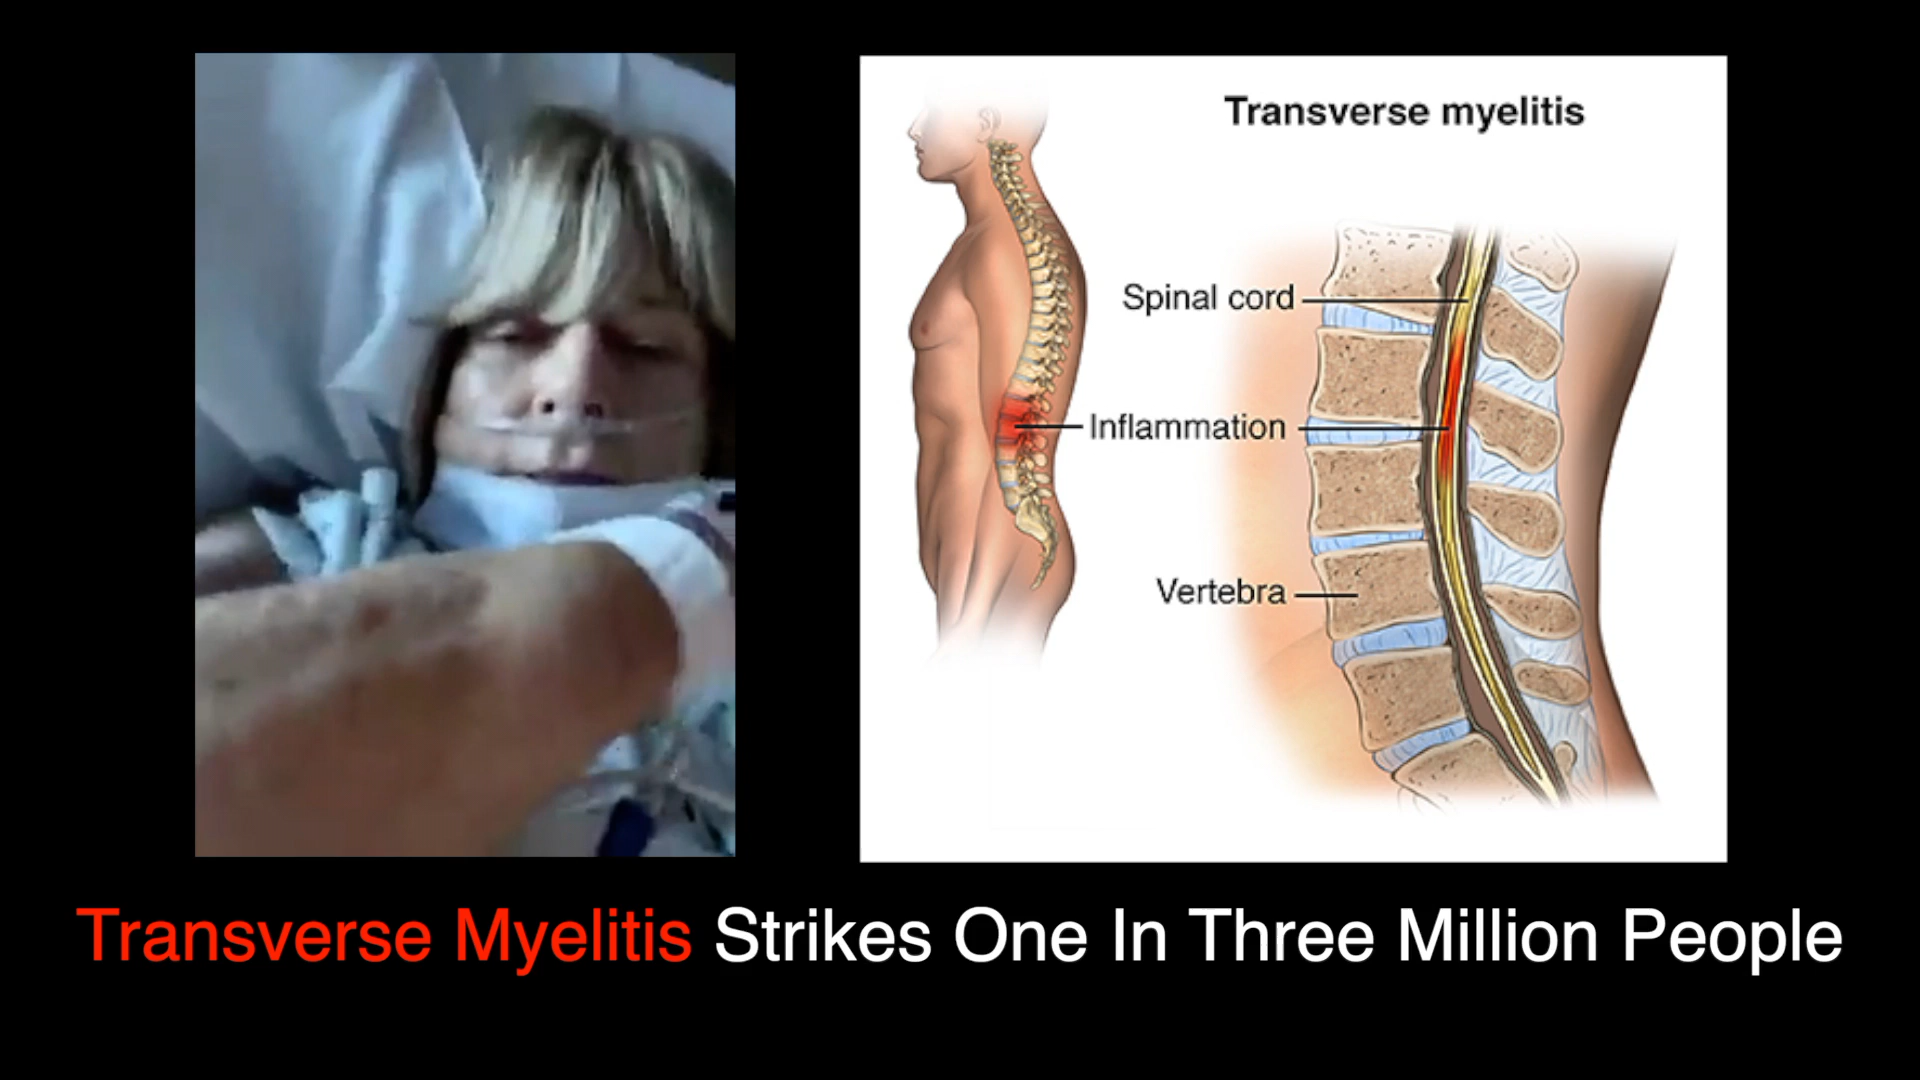 Transverse myelitis
Spinal cord
Inflammation
Vertebra
Transverse Myelitis Strikes One In Three Million People